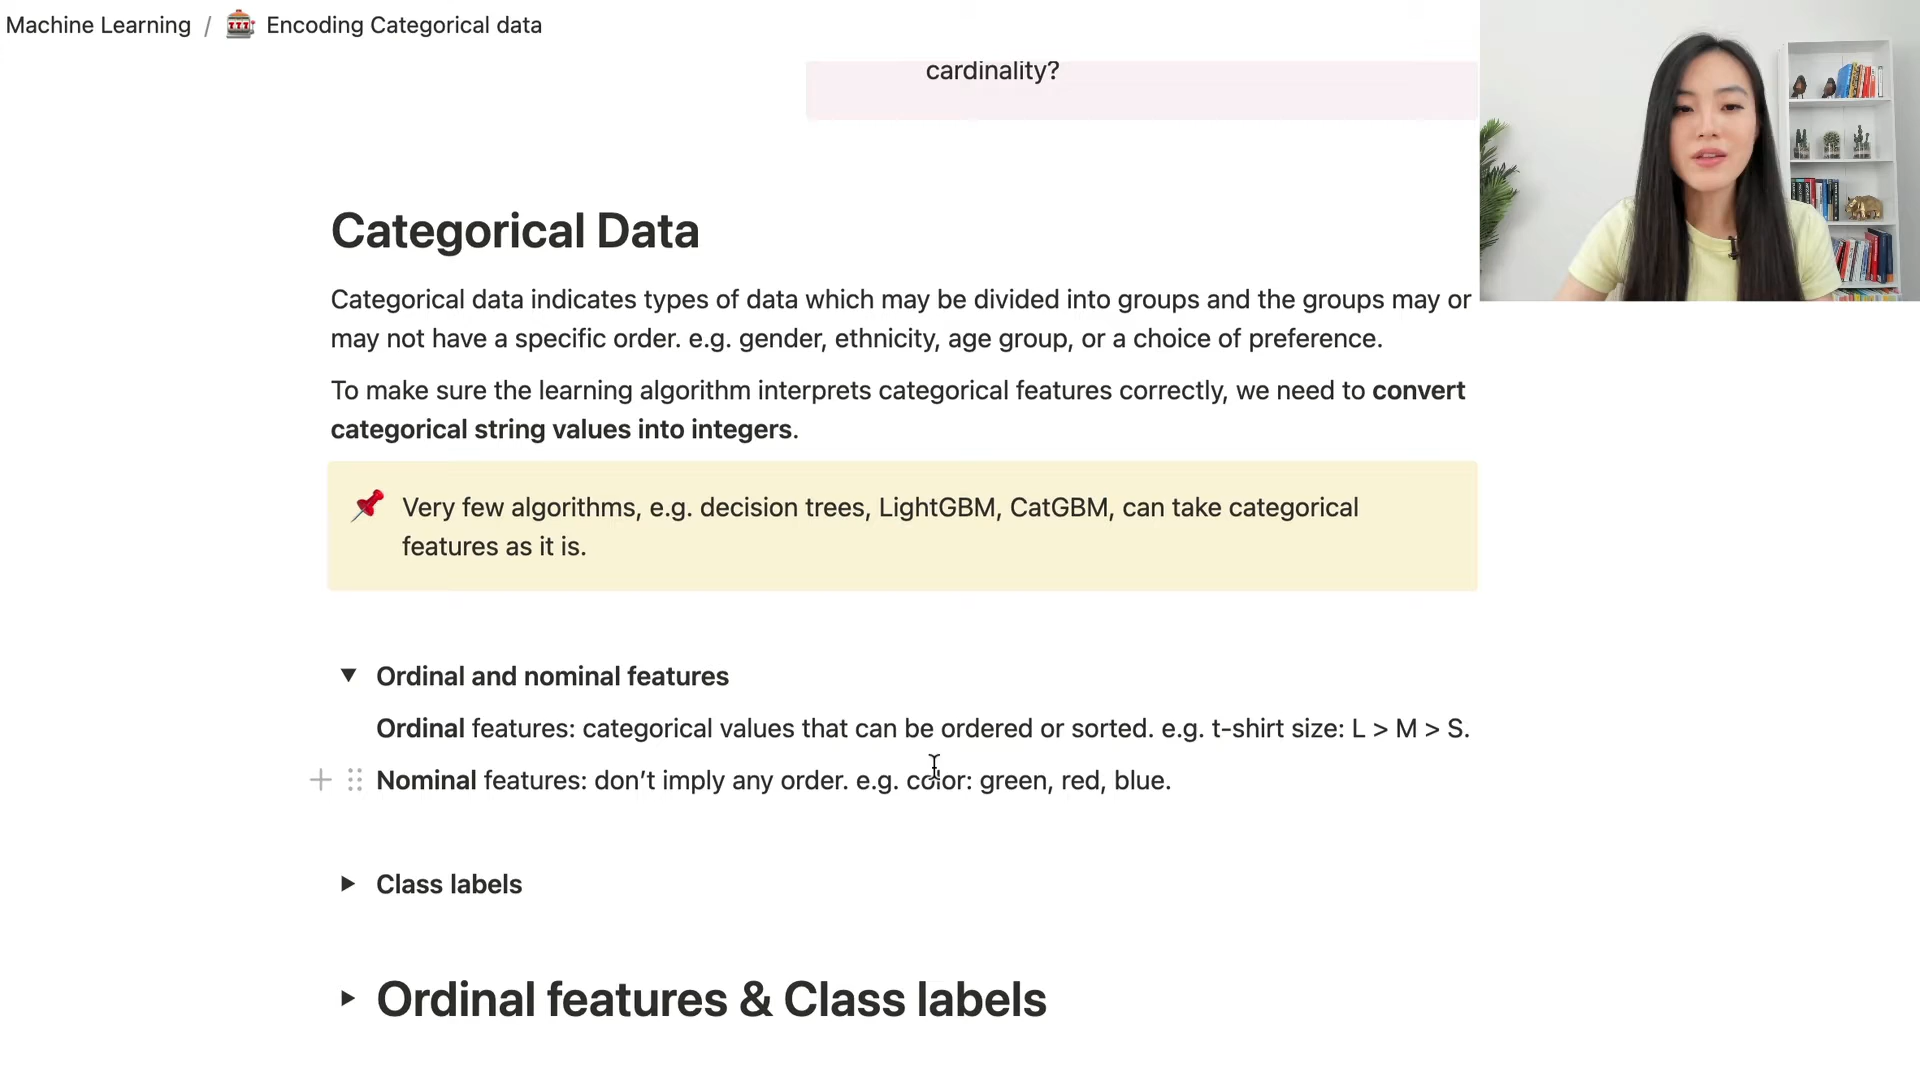 Machine Learning / Encoding Categorical data
cardinality?
Categorical Data
Categorical data indicates types of data which may be divided into groups and the groups may or
may not have a specific order. e.g. gender, ethnicity, age group, or a choice of preference.
To make sure the learning algorithm interprets categorical features correctly, we need to convert
categorical string values into integers.
Very few algorithms, e.g. decision trees, LightGBM, CatGBM, can take categorical
features as it is.
Ordinal and nominal features
Ordinal features: categorical values that can be ordered or sorted. e.g. t-shirt size: L > M > S.
Nominal features: don’t imply any order. e.g. color: green, red, blue.
Class labels
Ordinal features & Class labels